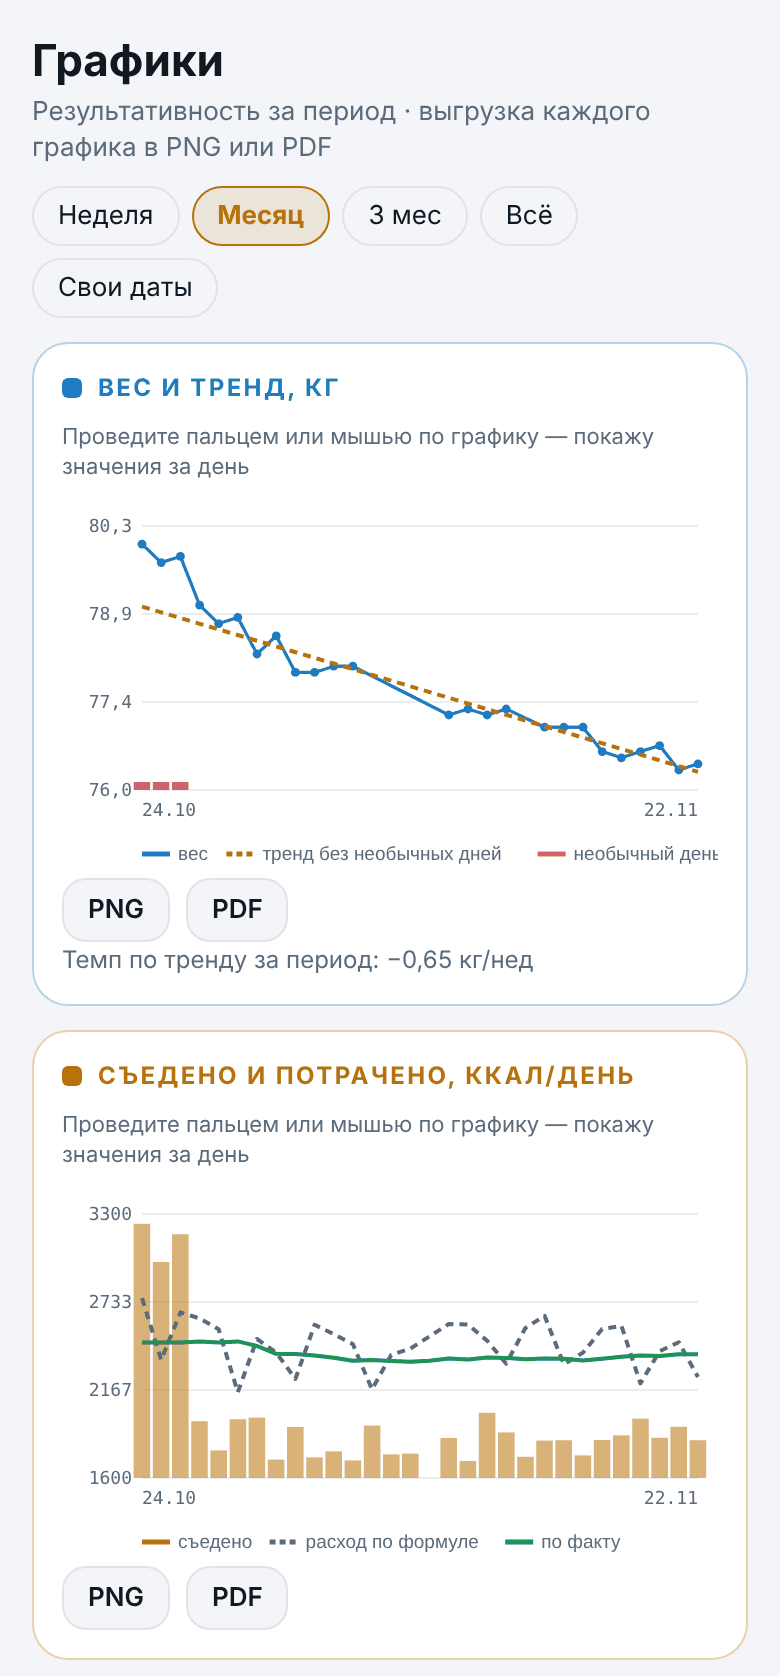 Графики
Результативность за период · выгрузка каждого
графика в PNG или PDF
Неделя
Месяц
3 мес
Всё
Свои даты
ВЕС И ТРЕНД, КГ
Проведите пальцем или мышью по графику — покажу
значения за день
80,3
78,9
77,4
76,0
24.10
22.11
вес
тренд без необычных дней
необычный день
PNG
PDF
Темп по тренду за период: −0,65 кг/нед
СЪЕДЕНО И ПОТРАЧЕНО, ККАЛ/ДЕНЬ
Проведите пальцем или мышью по графику — покажу
значения за день
3300
2733
2167
1600
24.10
22.11
съедено
расход по формуле
по факту
PNG
PDF